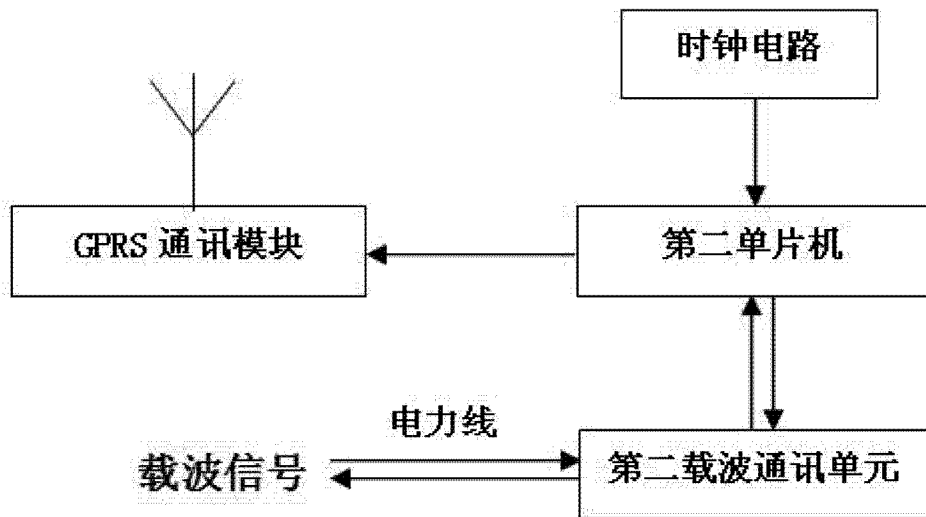 时钟电路
GPRS 通讯模块
第二单片机
电力线
载波信号
第二载波通讯单元